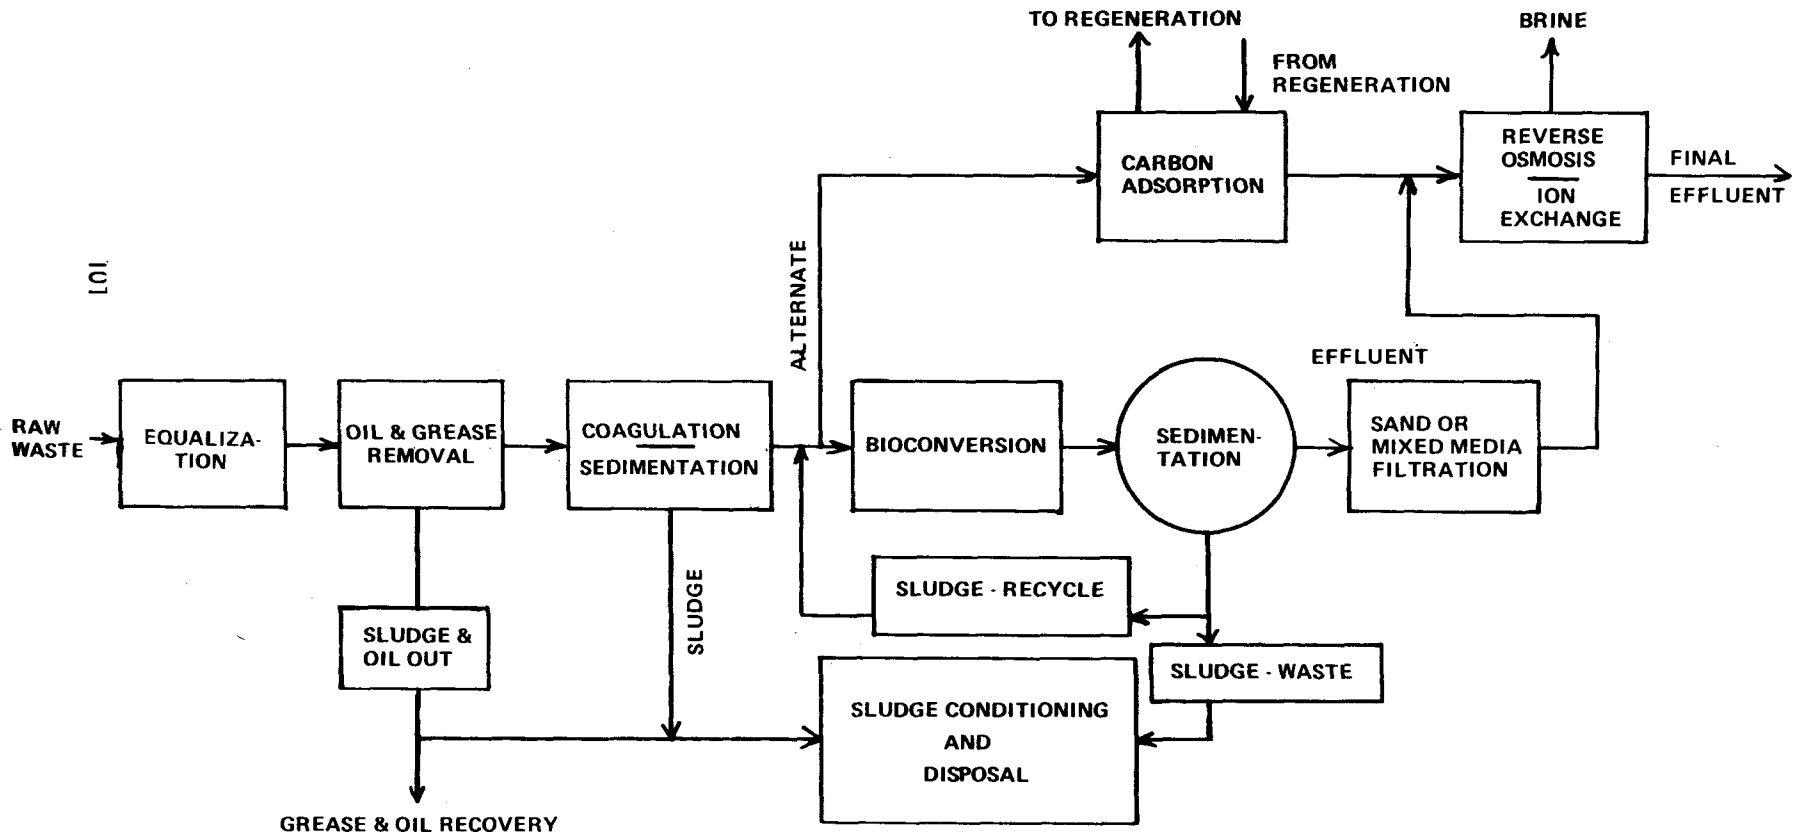 TO REGENERATION
BRINE
FROM
REGENERATION
CARBON
ADSORPTION
REVERSE
OSMOSIS
ION
EXCHANGE
FINAL
EFFLUENT
ALTERNATE
101
EFFLUENT
RAW
WASTE
EQUALIZA-
TION
OIL & GREASE
REMOVAL
COAGULATION
SEDIMENTATION
BIOCONVERSION
SEDIMEN-
TATION
SAND OR
MIXED MEDIA
FILTRATION
SLUDGE
SLUDGE - RECYCLE
SLUDGE &
OIL OUT
SLUDGE - WASTE
SLUDGE CONDITIONING
AND
DISPOSAL
GREASE & OIL RECOVERY